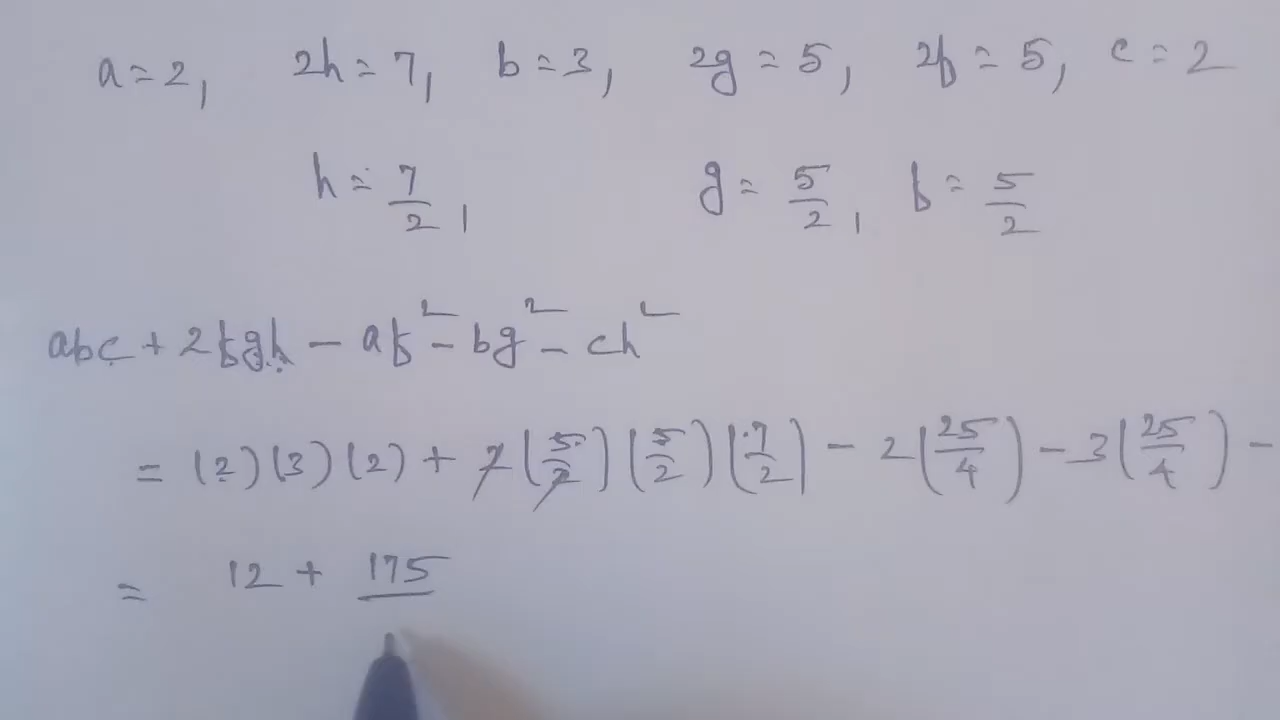 a = 2, 2h = 7, b = 3, 2g = 5, 2f = 5, c = 2
h = 7/2, g = 5/2, f = 5/2
abc + 2fgh - af² - bg² - ch²
= (2)(3)(2) + 2(5/2)(5/2)(7/2) - 2(25/4) - 3(25/4) -
= 12 + 175